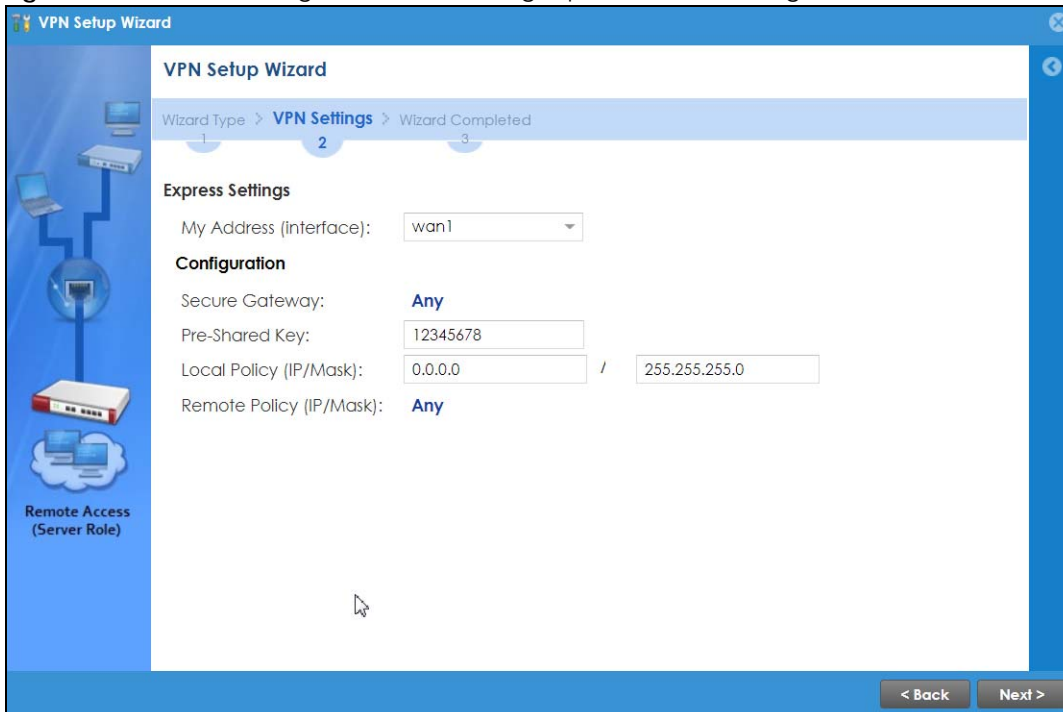 VPN Setup Wizard
VPN Setup Wizard
Wizard Type > VPN Settings > Wizard Completed
1 2 3
Express Settings
My Address (interface): wan1
Configuration
Secure Gateway: Any
Pre-Shared Key: 12345678
Local Policy (IP/Mask): 0.0.0.0 / 255.255.255.0
Remote Policy (IP/Mask): Any
Remote Access
(Server Role)
< Back Next >